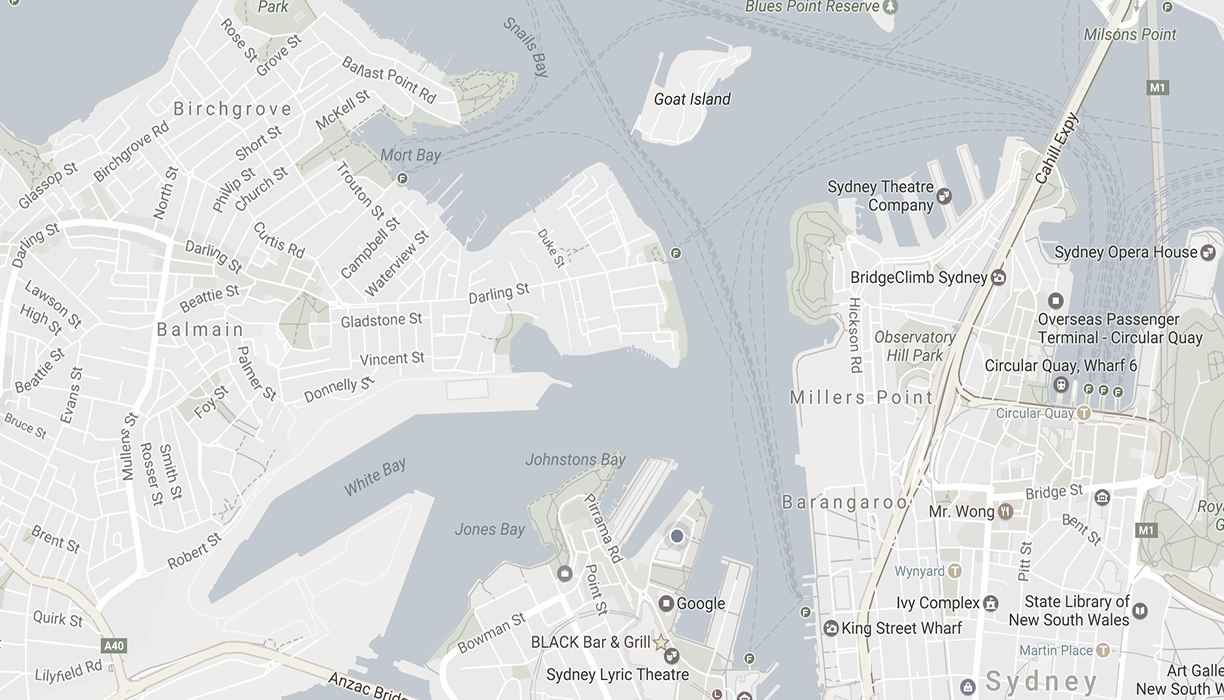 Park
Blues Point Reserve
Milsons Point
Rose St
Grove St
Snails Bay
Ballast Point Rd
M1
Birchgrove
McKell St
Goat Island
Cahill Expy
Birchgrove Rd
Short St
Mort Bay
Glassop St
North St
Phillip St
Church St
Trouton St
Sydney Theatre
Company
Darling St
Darling St
Curtis Rd
Campbell St
Waterview St
Duke St
Sydney Opera House
BridgeClimb Sydney
Lawson St
High St
Beattie St
Darling St
Balmain
Gladstone St
Hickson Rd
Overseas Passenger
Terminal - Circular Quay
Observatory
Hill Park
Beattie St
Evans St
Palmer St
Vincent St
Donnelly St
Circular Quay, Wharf 6
Millers Point
Circular Quay
Foy St
Bruce St
Mullens St
Smith St
Rosser St
White Bay
Johnstons Bay
Barangaroo
Bridge St
Mr. Wong
Bent St
Jones Bay
Pirrama Rd
M1
Brent St
Robert St
Pitt St
Wynyard
Point St
Google
Ivy Complex
State Library of
New South Wales
Quirk St
A40
Bowman St
BLACK Bar & Grill
King Street Wharf
Martin Place
Lilyfield Rd
Anzac Bridge
Sydney Lyric Theatre
Sydney
Art Galle
New South W